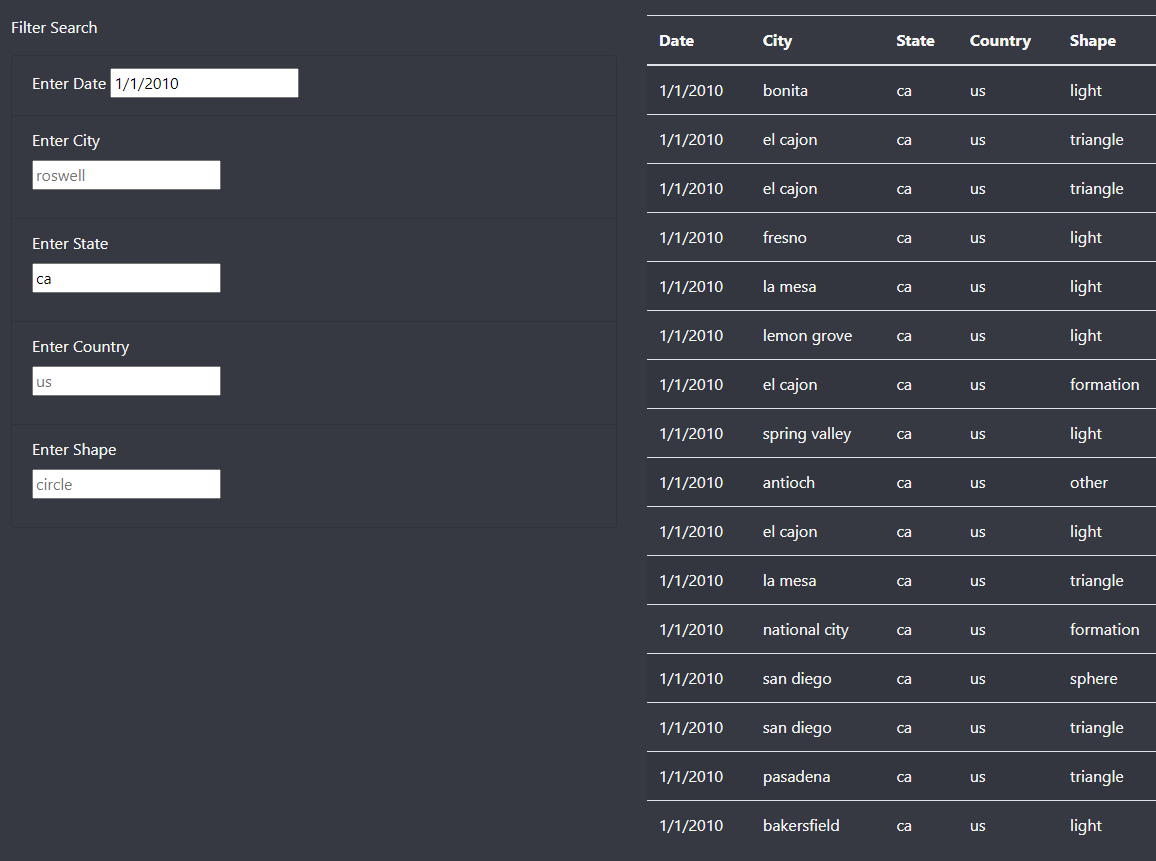 Filter Search
Enter Date 1/1/2010
Enter City
roswell
Enter State
ca
Enter Country
us
Enter Shape
circle
Date City State Country Shape
1/1/2010 bonita ca us light
1/1/2010 el cajon ca us triangle
1/1/2010 el cajon ca us triangle
1/1/2010 fresno ca us light
1/1/2010 la mesa ca us light
1/1/2010 lemon grove ca us light
1/1/2010 el cajon ca us formation
1/1/2010 spring valley ca us light
1/1/2010 antioch ca us other
1/1/2010 el cajon ca us light
1/1/2010 la mesa ca us triangle
1/1/2010 national city ca us formation
1/1/2010 san diego ca us sphere
1/1/2010 san diego ca us triangle
1/1/2010 pasadena ca us triangle
1/1/2010 bakersfield ca us light